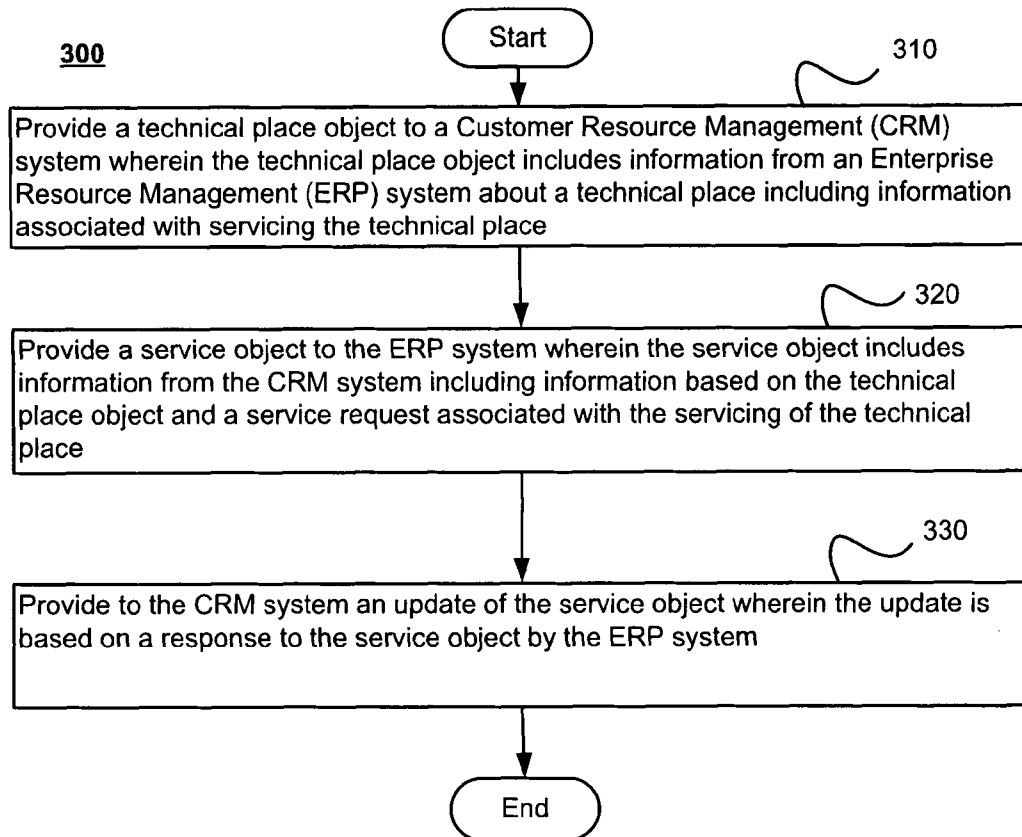 Start
300
310
Provide a technical place object to a Customer Resource Management (CRM)
system wherein the technical place object includes information from an Enterprise
Resource Management (ERP) system about a technical place including information
associated with servicing the technical place
320
Provide a service object to the ERP system wherein the service object includes
information from the CRM system including information based on the technical
place object and a service request associated with the servicing of the technical
place
330
Provide to the CRM system an update of the service object wherein the update is
based on a response to the service object by the ERP system
End